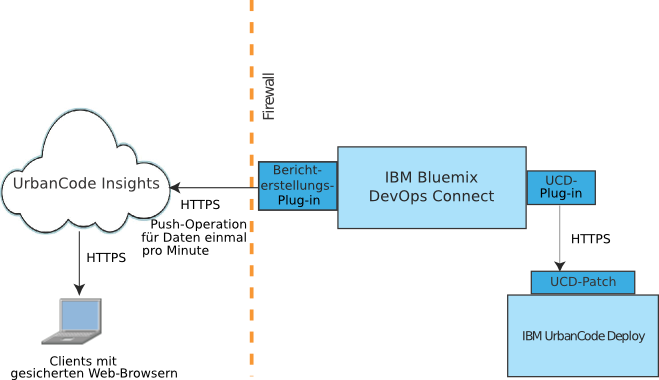 Firewall
UrbanCode Insights
HTTPS
Push-Operation
für Daten einmal
pro Minute
Bericht-
erstellungs-
Plug-in
IBM Bluemix
DevOps Connect
UCD-
Plug-in
HTTPS
HTTPS
UCD-Patch
IBM UrbanCode Deploy
Clients mit
gesicherten Web-Browsern